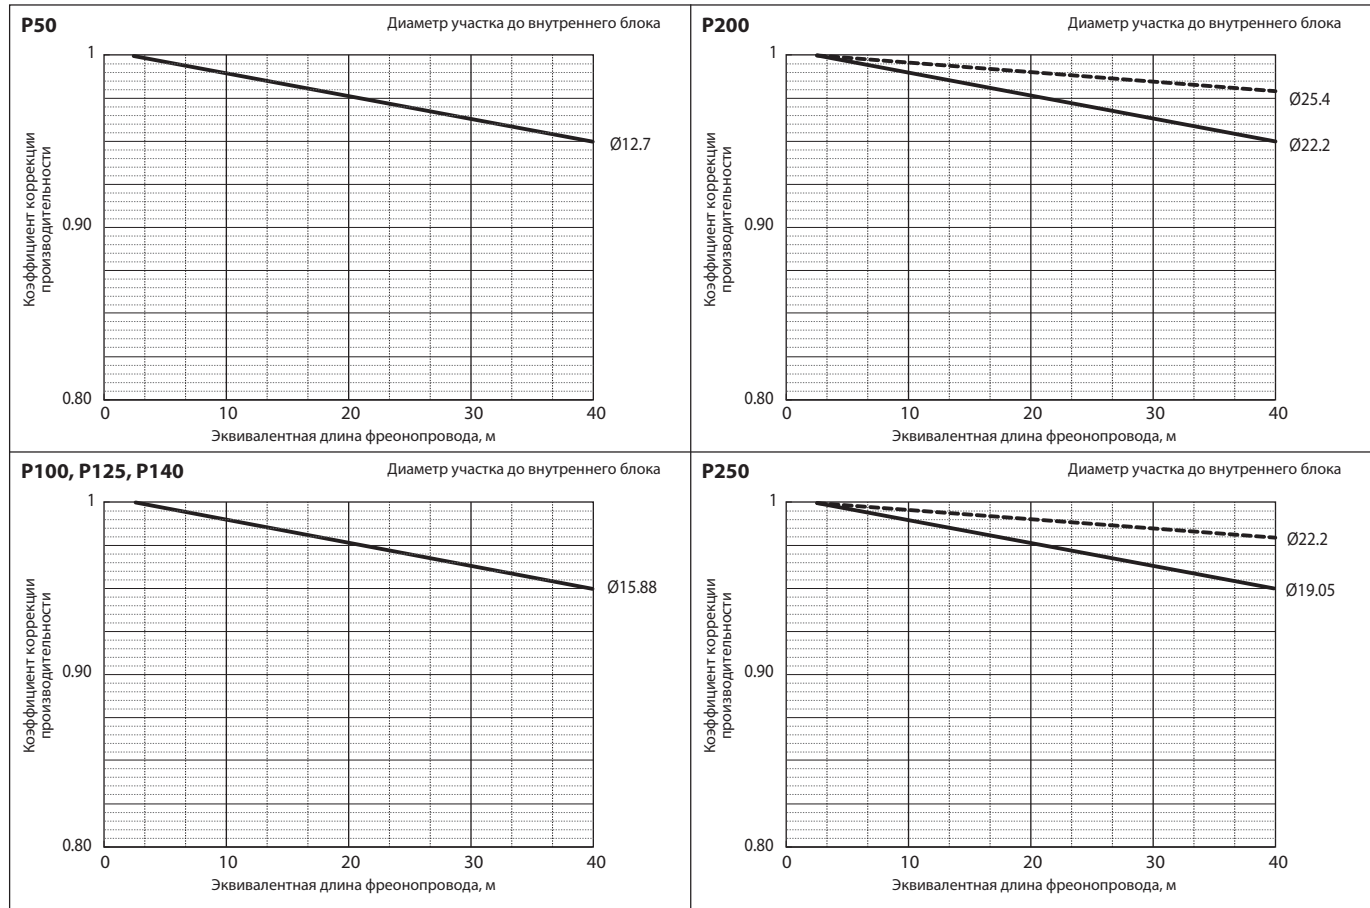 P50
Диаметр участка до внутреннего блока
Коэффициент коррекции
производительности
1
0.90
0.80
Ø12.7
0 10 20 30 40
Эквивалентная длина фреонопровода, м
P200
Диаметр участка до внутреннего блока
Коэффициент коррекции
производительности
1
0.90
0.80
Ø25.4
Ø22.2
0 10 20 30 40
Эквивалентная длина фреонопровода, м
P100, P125, P140
Диаметр участка до внутреннего блока
Коэффициент коррекции
производительности
1
0.90
0.80
Ø15.88
0 10 20 30 40
Эквивалентная длина фреонопровода, м
P250
Диаметр участка до внутреннего блока
Коэффициент коррекции
производительности
1
0.90
0.80
Ø22.2
Ø19.05
0 10 20 30 40
Эквивалентная длина фреонопровода, м